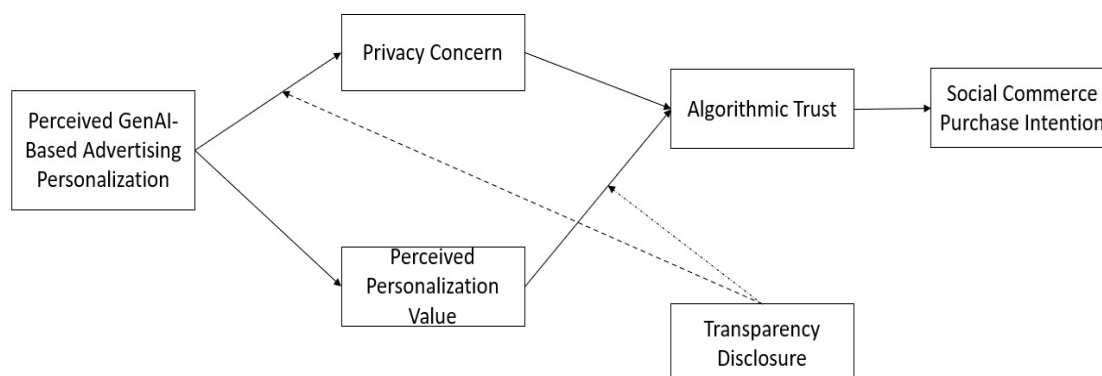 Privacy Concern
Perceived GenAI-
Based Advertising
Personalization
Algorithmic Trust
Social Commerce
Purchase Intention
Perceived
Personalization
Value
Transparency
Disclosure